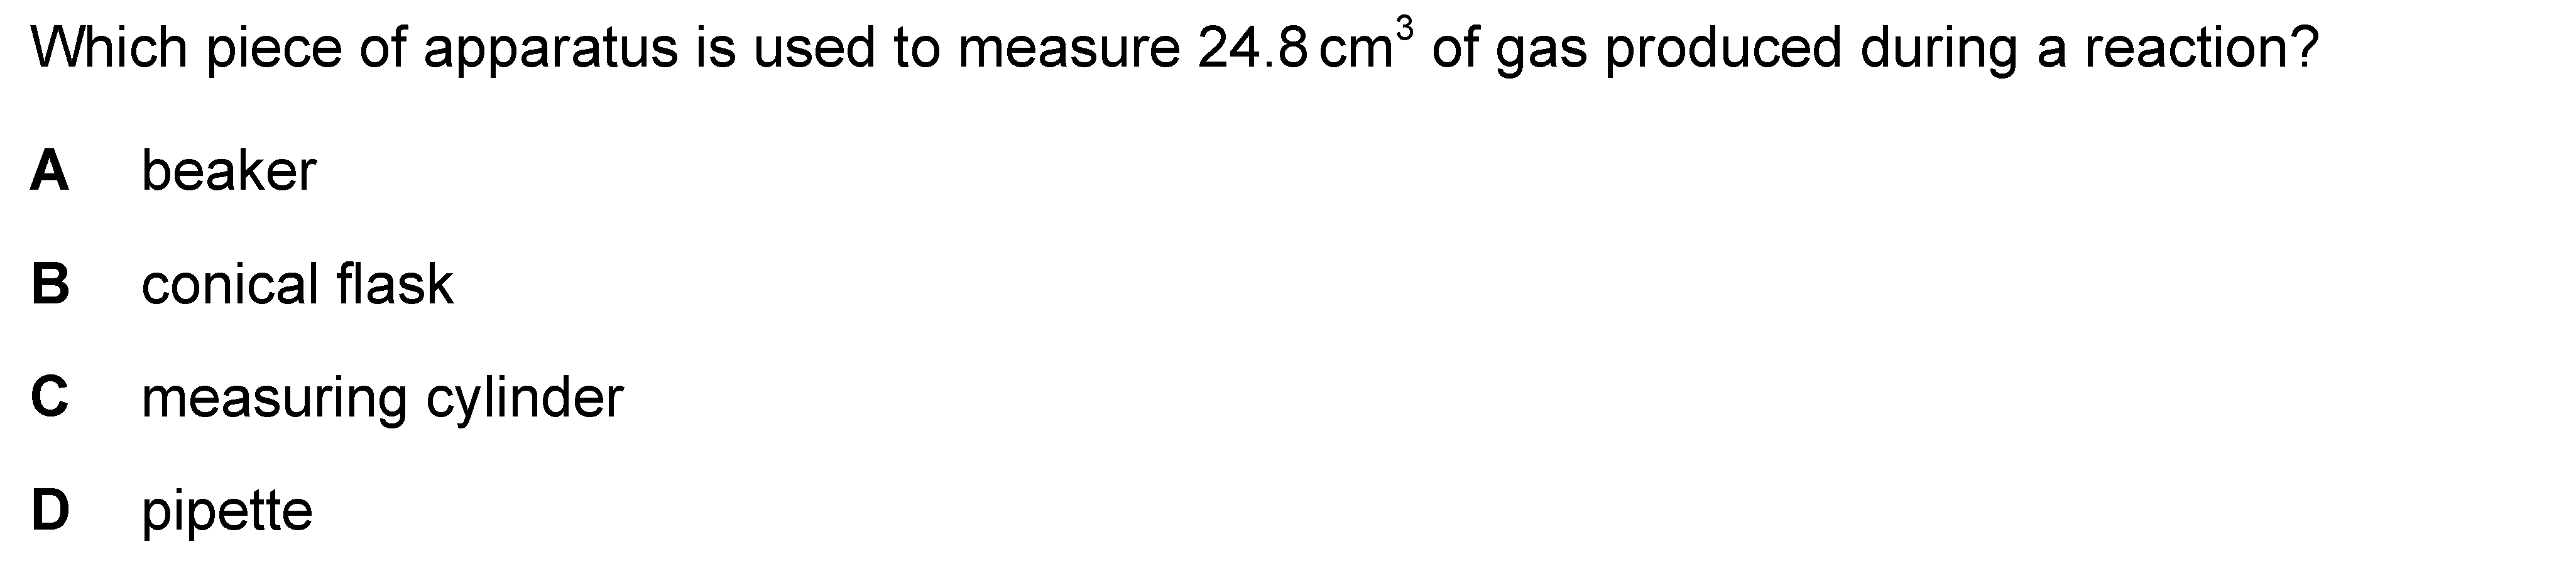 Which piece of apparatus is used to measure 24.8 cm³ of gas produced during a reaction?
A beaker
B conical flask
C measuring cylinder
D pipette